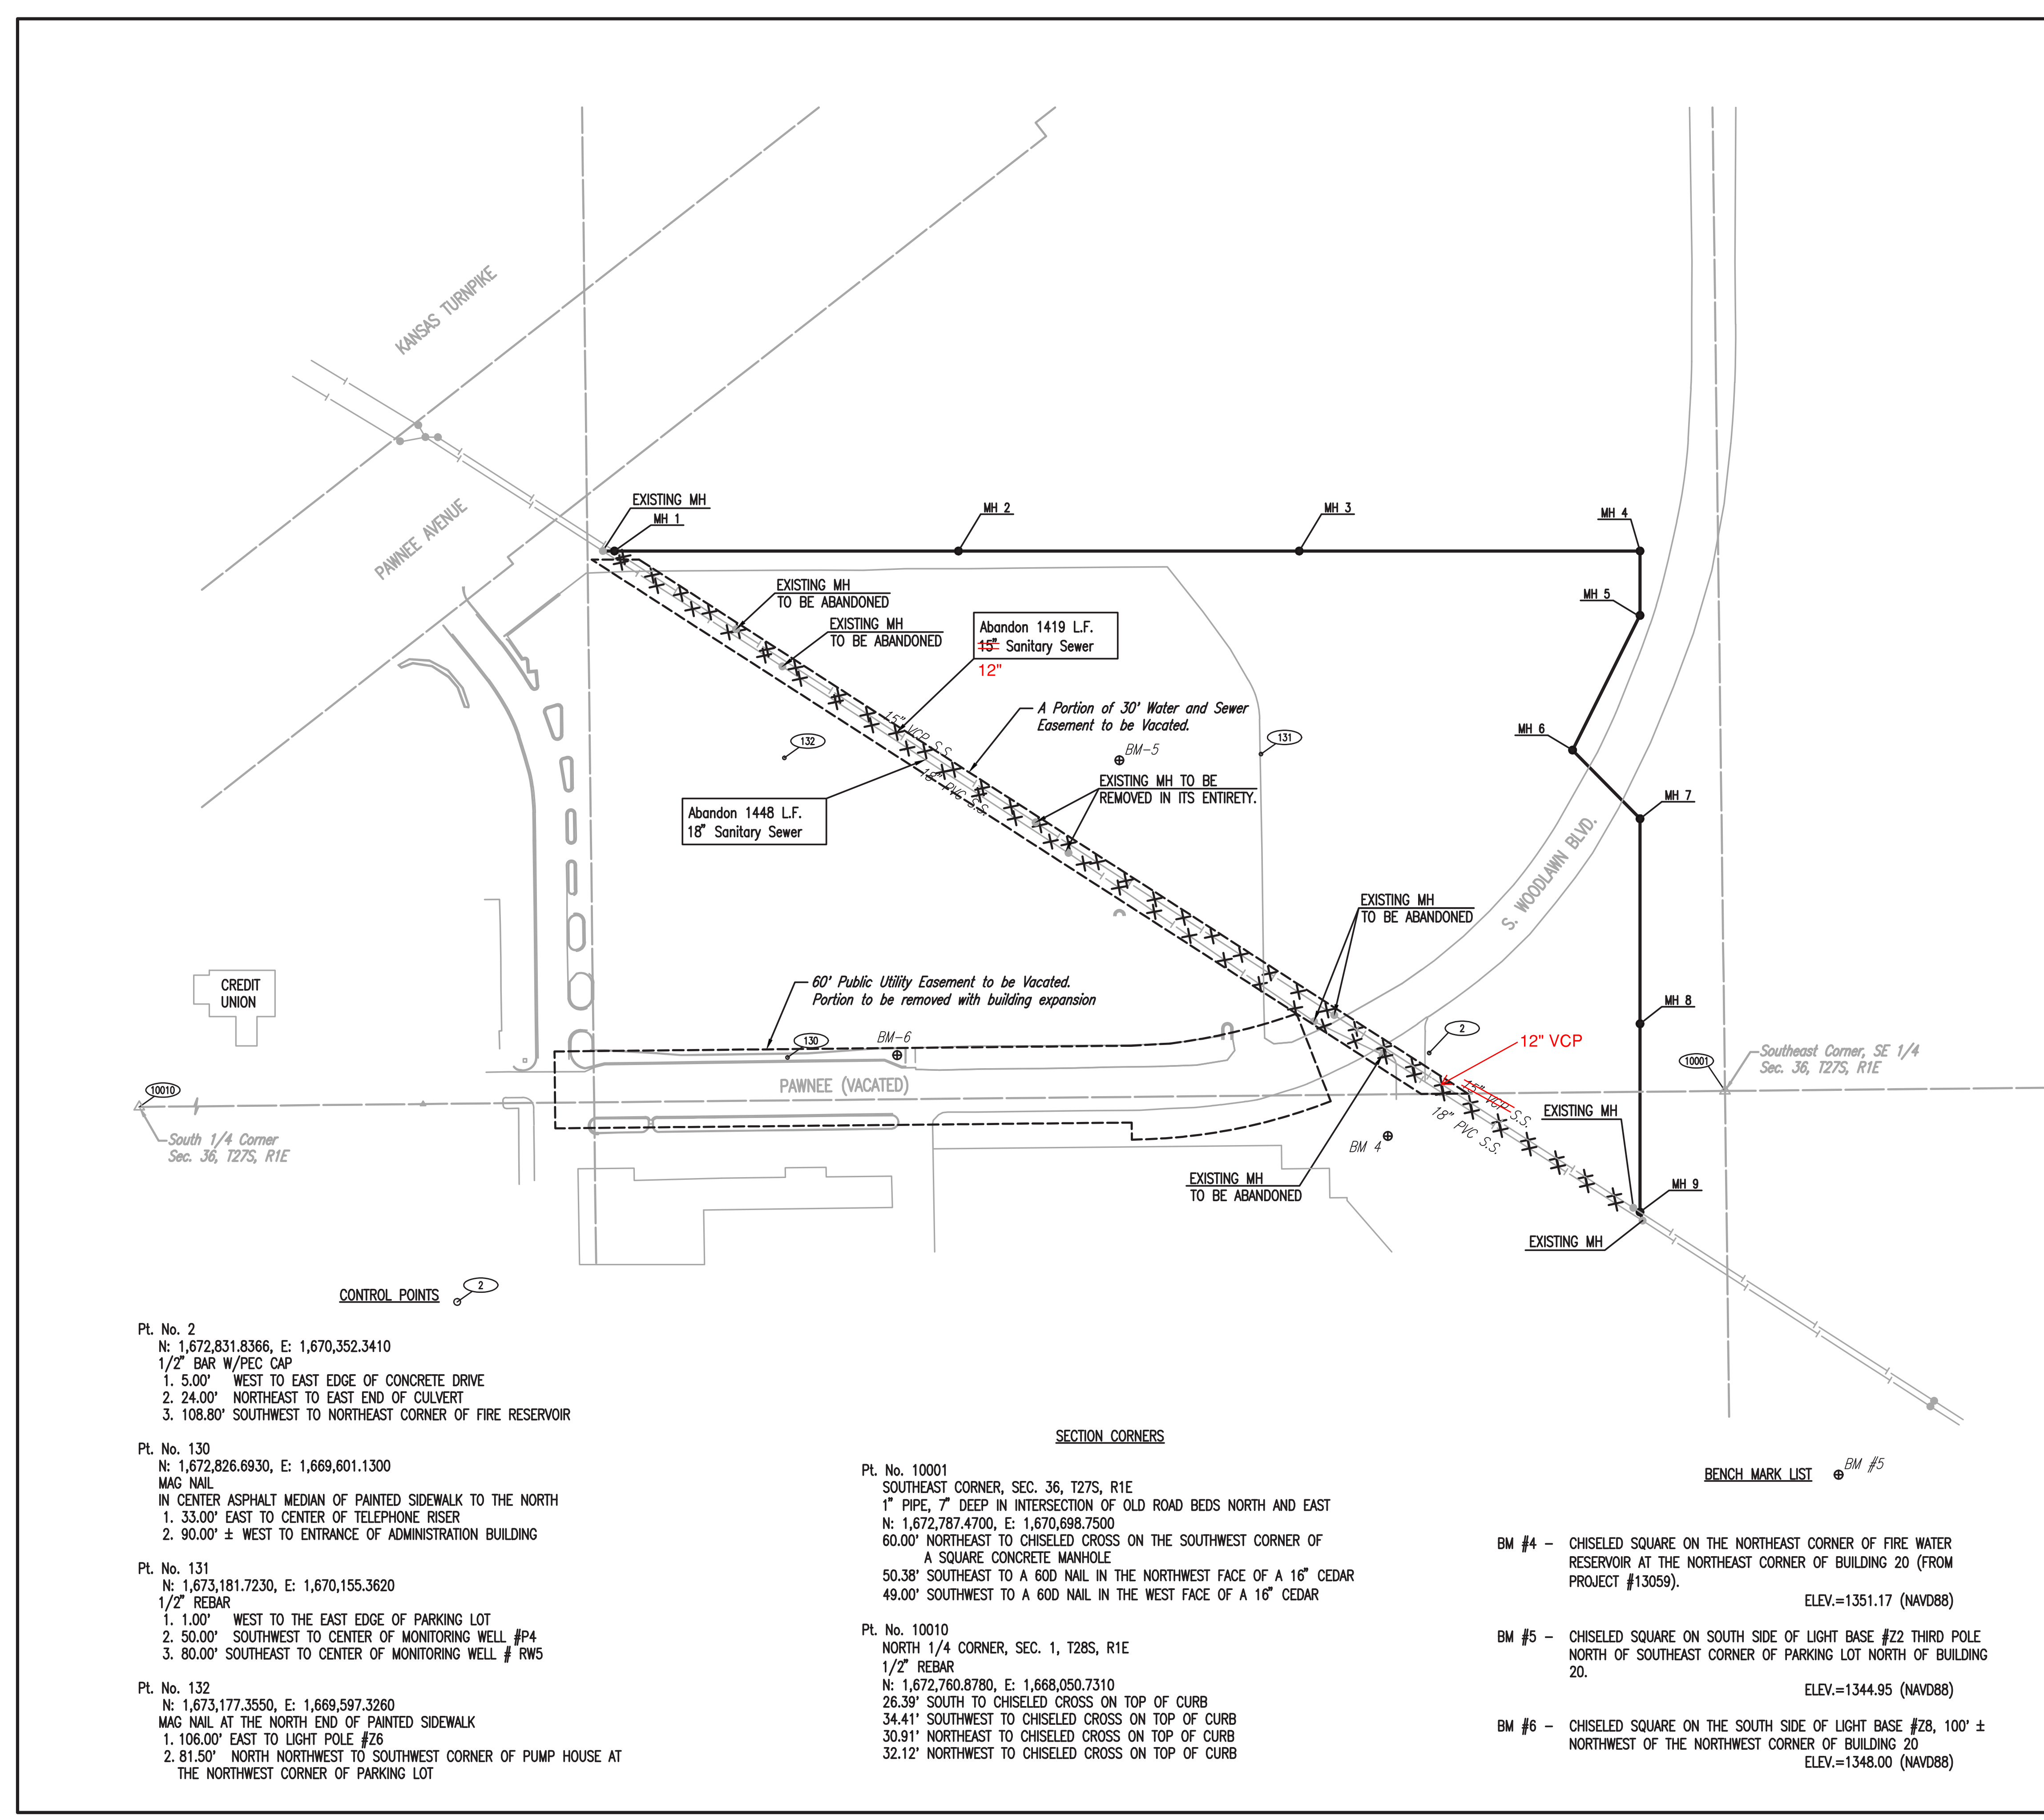 KANSAS TURNPIKE
PAWNEE AVENUE
EXISTING MH
MH 1
MH 2
MH 3
MH 4
MH 5
MH 6
MH 7
MH 8
MH 9
EXISTING MH
TO BE ABANDONED
EXISTING MH
TO BE ABANDONED
Abandon 1419 L.F.
15" Sanitary Sewer
12"
15" VCP S.S.
18" PVC S.S.
A Portion of 30' Water and Sewer
Easement to be Vacated.
132
BM-5
131
EXISTING MH TO BE
REMOVED IN ITS ENTIRETY.
Abandon 1448 L.F.
18" Sanitary Sewer
S. WOODLAWN BLVD.
EXISTING MH
TO BE ABANDONED
CREDIT
UNION
60' Public Utility Easement to be Vacated.
Portion to be removed with building expansion
BM-6
130
2
12" VCP
10001
Southeast Corner, SE 1/4
Sec. 36, T27S, R1E
10010
PAWNEE (VACATED)
15" VCP S.S.
18" PVC S.S.
EXISTING MH
South 1/4 Corner
Sec. 36, T27S, R1E
BM 4
EXISTING MH
TO BE ABANDONED
EXISTING MH
CONTROL POINTS
2
Pt. No. 2
N: 1,672,831.8366, E: 1,670,352.3410
1/2" BAR W/PEC CAP
1. 5.00' WEST TO EAST EDGE OF CONCRETE DRIVE
2. 24.00' NORTHEAST TO EAST END OF CULVERT
3. 108.80' SOUTHWEST TO NORTHEAST CORNER OF FIRE RESERVOIR
Pt. No. 130
N: 1,672,826.6930, E: 1,669,601.1300
MAG NAIL
IN CENTER ASPHALT MEDIAN OF PAINTED SIDEWALK TO THE NORTH
1. 33.00' EAST TO CENTER OF TELEPHONE RISER
2. 90.00' ± WEST TO ENTRANCE OF ADMINISTRATION BUILDING
Pt. No. 131
N: 1,673,181.7230, E: 1,670,155.3620
1/2" REBAR
1. 1.00' WEST TO THE EAST EDGE OF PARKING LOT
2. 50.00' SOUTHWEST TO CENTER OF MONITORING WELL #P4
3. 80.00' SOUTHEAST TO CENTER OF MONITORING WELL # RW5
Pt. No. 132
N: 1,673,177.3550, E: 1,669,597.3260
MAG NAIL AT THE NORTH END OF PAINTED SIDEWALK
1. 106.00' EAST TO LIGHT POLE #Z6
2. 81.50' NORTH NORTHWEST TO SOUTHWEST CORNER OF PUMP HOUSE AT
THE NORTHWEST CORNER OF PARKING LOT
SECTION CORNERS
Pt. No. 10001
SOUTHEAST CORNER, SEC. 36, T27S, R1E
1" PIPE, 7" DEEP IN INTERSECTION OF OLD ROAD BEDS NORTH AND EAST
N: 1,672,787.4700, E: 1,670,698.7500
60.00' NORTHEAST TO CHISELED CROSS ON THE SOUTHWEST CORNER OF
A SQUARE CONCRETE MANHOLE
50.38' SOUTHEAST TO A 60D NAIL IN THE NORTHWEST FACE OF A 16" CEDAR
49.00' SOUTHWEST TO A 60D NAIL IN THE WEST FACE OF A 16" CEDAR
Pt. No. 10010
NORTH 1/4 CORNER, SEC. 1, T28S, R1E
1/2" REBAR
N: 1,672,760.8780, E: 1,668,050.7310
26.39' SOUTH TO CHISELED CROSS ON TOP OF CURB
34.41' SOUTHWEST TO CHISELED CROSS ON TOP OF CURB
30.91' NORTHEAST TO CHISELED CROSS ON TOP OF CURB
32.12' NORTHWEST TO CHISELED CROSS ON TOP OF CURB
BENCH MARK LIST
BM #5
BM #4 - CHISELED SQUARE ON THE NORTHEAST CORNER OF FIRE WATER
RESERVOIR AT THE NORTHEAST CORNER OF BUILDING 20 (FROM
PROJECT #13059).
ELEV.=1351.17 (NAVD88)
BM #5 - CHISELED SQUARE ON SOUTH SIDE OF LIGHT BASE #Z2 THIRD POLE
NORTH OF SOUTHEAST CORNER OF PARKING LOT NORTH OF BUILDING
20.
ELEV.=1344.95 (NAVD88)
BM #6 - CHISELED SQUARE ON THE SOUTH SIDE OF LIGHT BASE #Z8, 100' ±
NORTHWEST OF THE NORTHWEST CORNER OF BUILDING 20
ELEV.=1348.00 (NAVD88)